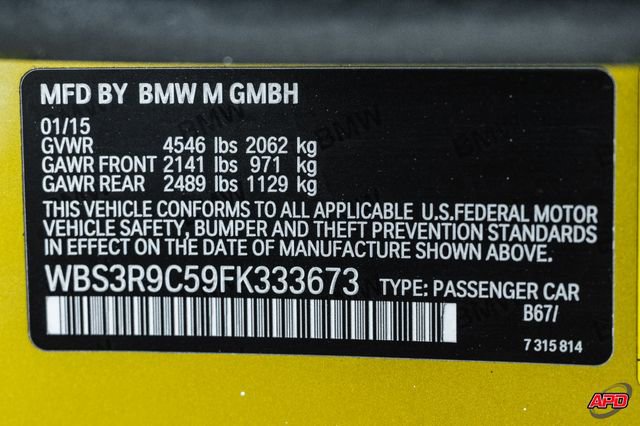 MFD BY BMW M GMBH
01/15
GVWR 4546 lbs 2062 kg
GAWR FRONT 2141 lbs 971 kg
GAWR REAR 2489 lbs 1129 kg
THIS VEHICLE CONFORMS TO ALL APPLICABLE U.S.FEDERAL MOTOR
VEHICLE SAFETY, BUMPER AND THEFT PREVENTION STANDARDS
IN EFFECT ON THE DATE OF MANUFACTURE SHOWN ABOVE.
WBS3R9C59FK333673 TYPE: PASSENGER CAR
B67/
7 315 814
APD